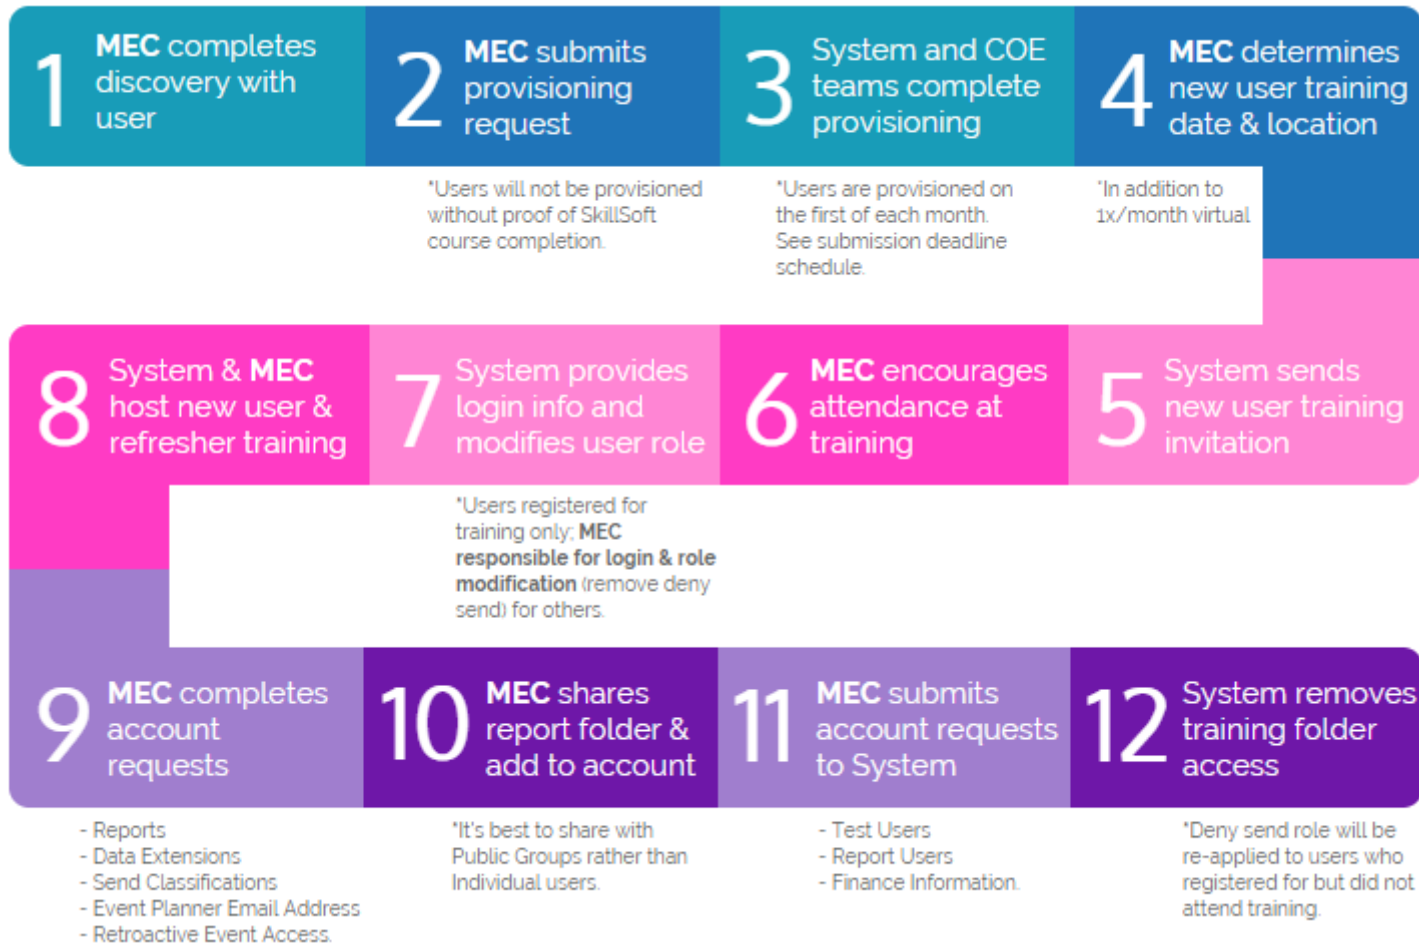 1
MEC completes
discovery with
user
2
MEC submits
provisioning
request
*Users will not be provisioned
without proof of SkillSoft
course completion.
3
System and COE
teams complete
provisioning
*Users are provisioned on
the first of each month.
See submission deadline
schedule.
4
MEC determines
new user training
date & location
*In addition to
1x/month virtual
5
System sends
new user training
invitation
6
MEC encourages
attendance at
training
7
System provides
login info and
modifies user role
*Users registered for
training only; MEC
responsible for login & role
modification (remove deny
send) for others.
8
System & MEC
host new user &
refresher training
9
MEC completes
account
requests
- Reports
- Data Extensions
- Send Classifications
- Event Planner Email Address
- Retroactive Event Access.
10
MEC shares
report folder &
add to account
*It's best to share with
Public Groups rather than
Individual users.
11
MEC submits
account requests
to System
- Test Users
- Report Users
- Finance Information.
12
System removes
training folder
access
*Deny send role will be
re-applied to users who
registered for but did not
attend training.